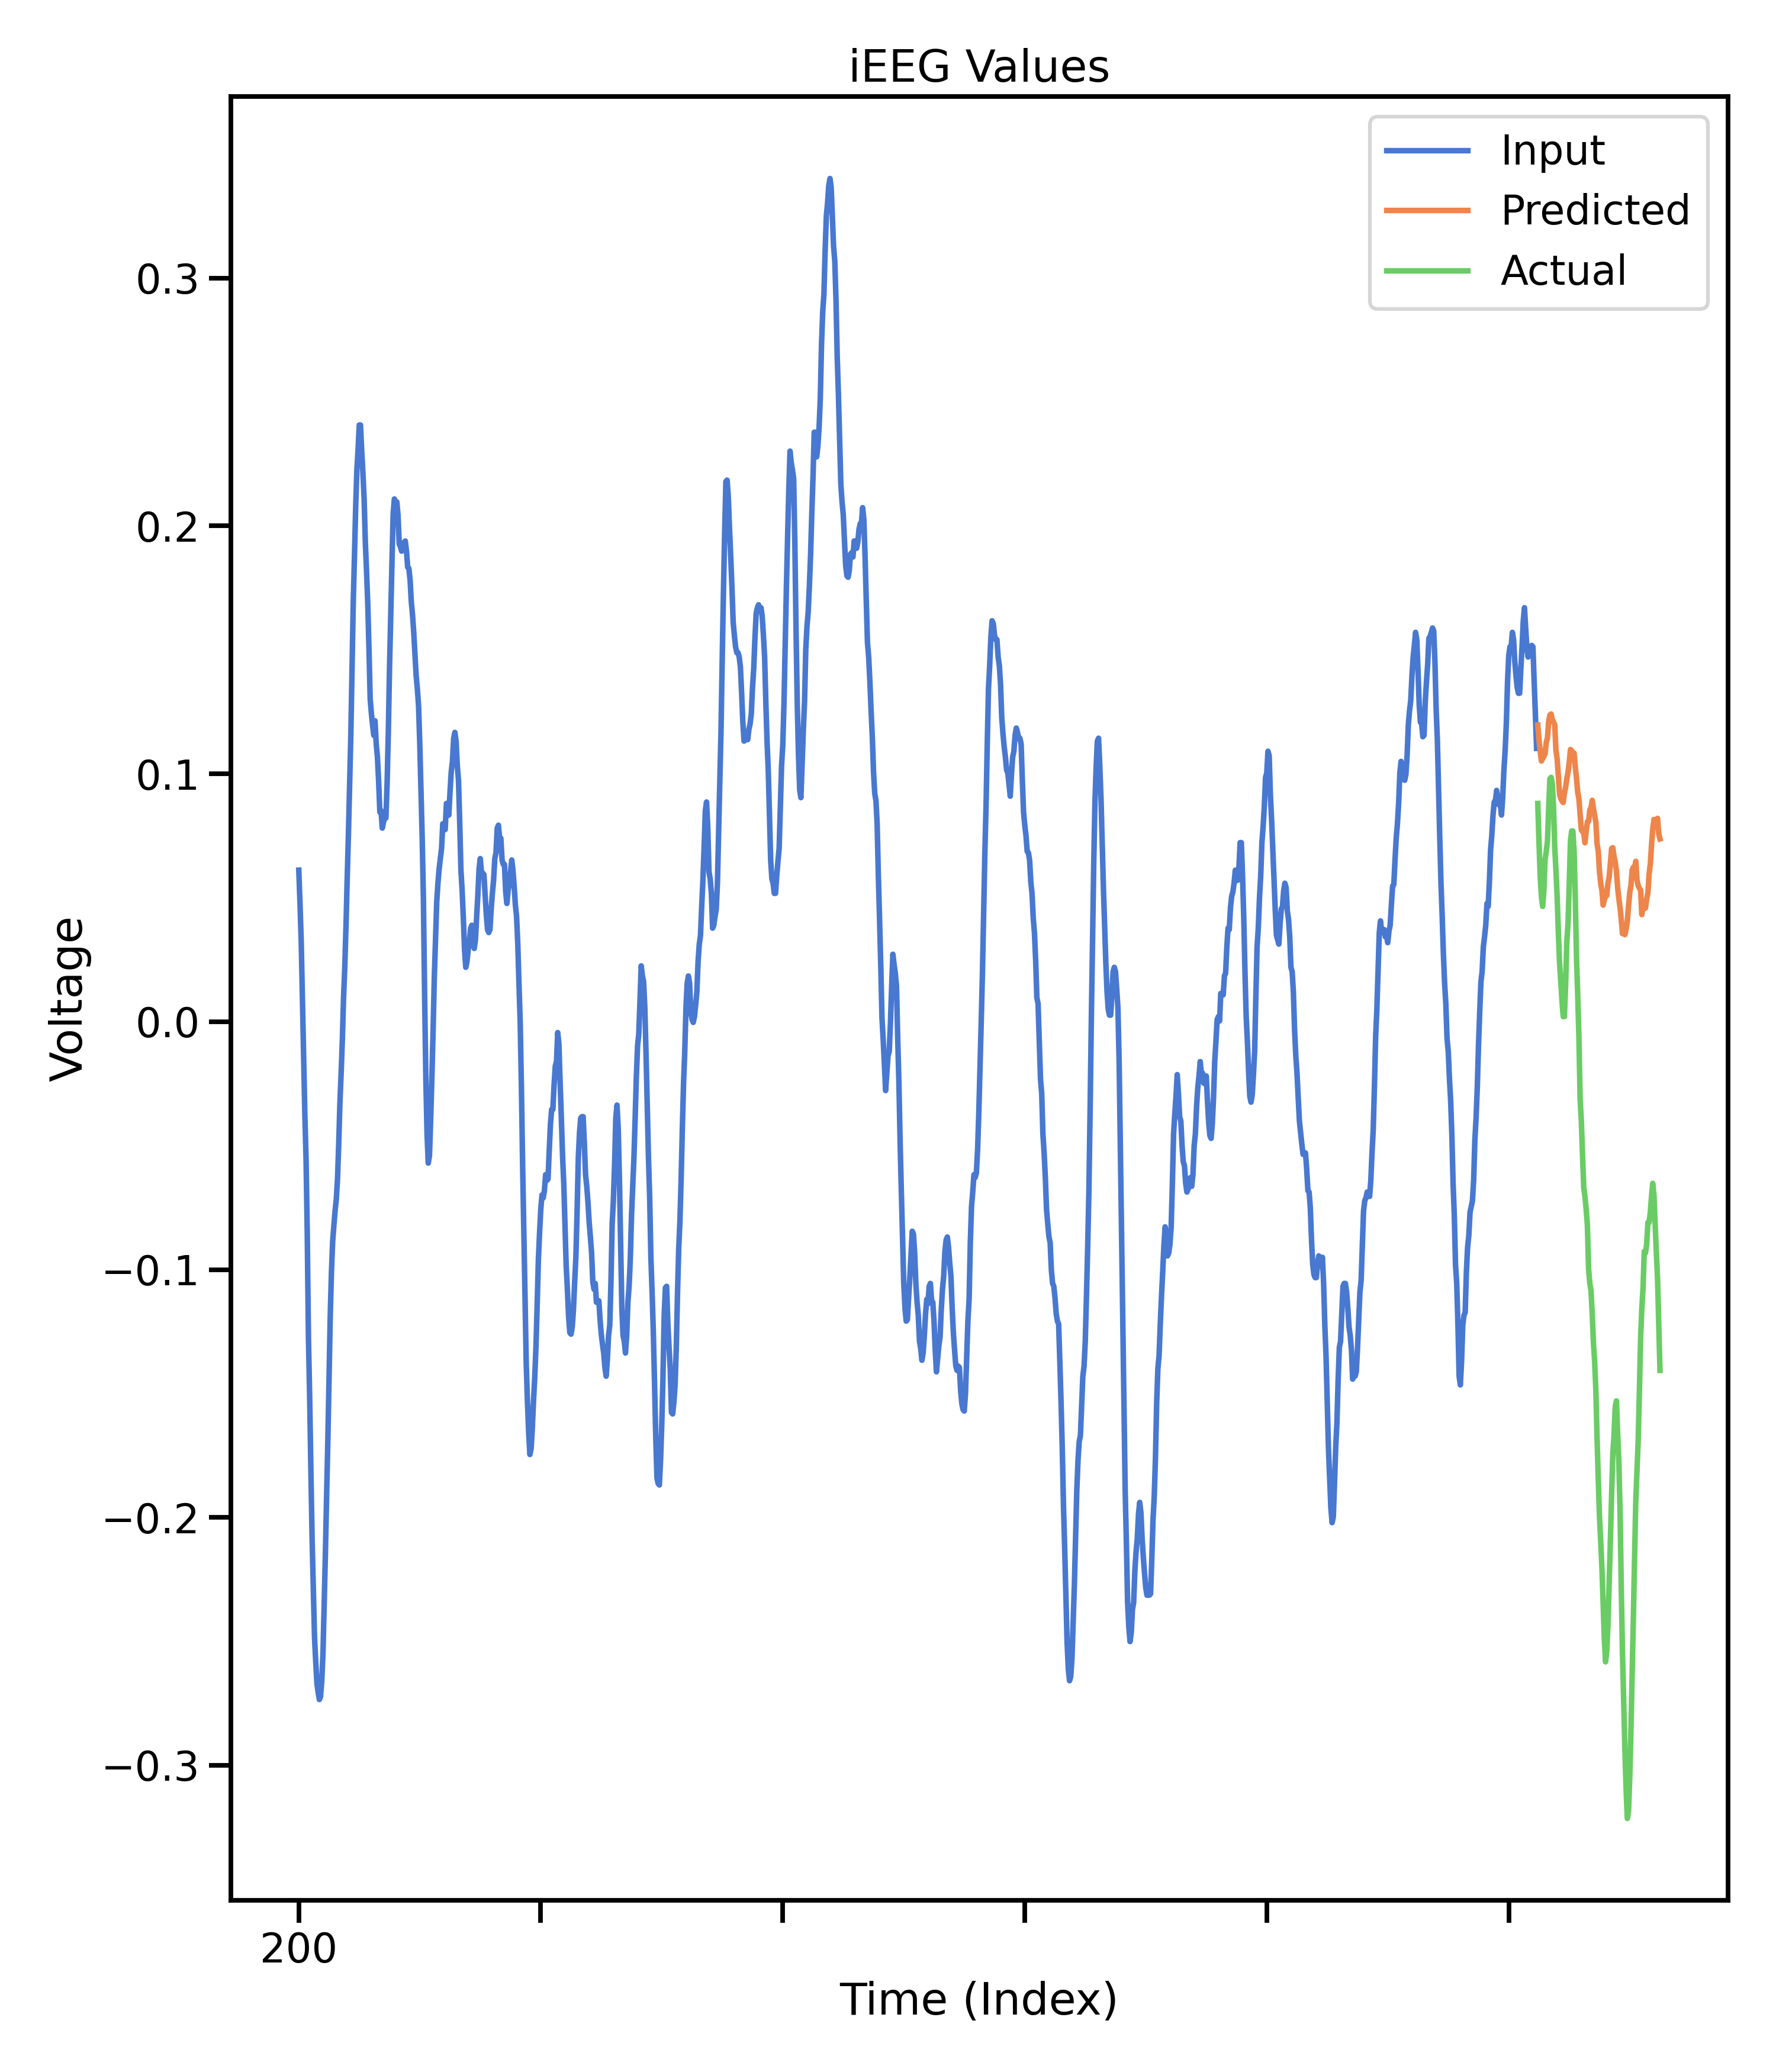 iEEG Values
Input
Predicted
Actual
0.3
0.2
0.1
0.0
−0.1
−0.2
−0.3
Voltage
200
Time (Index)